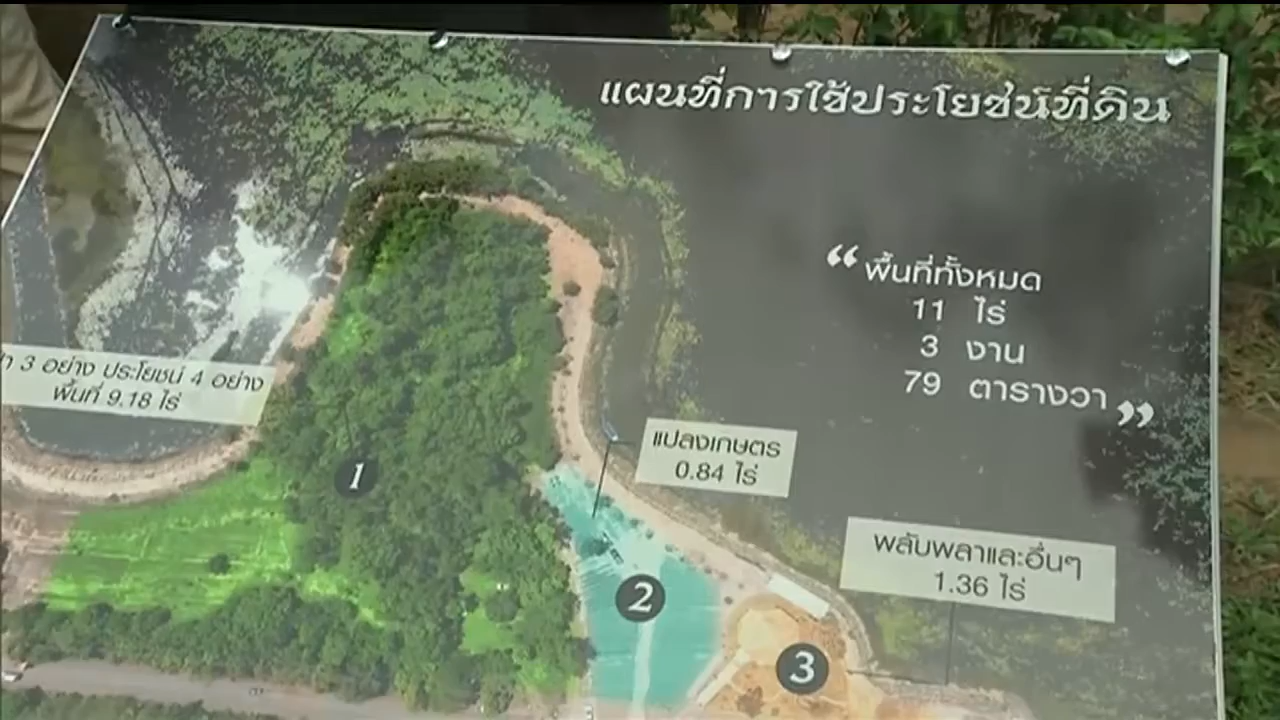 แผนที่การใช้ประโยชน์ที่ดิน
“ พื้นที่ทั้งหมด
11 ไร่
3 งาน
79 ตารางวา ”
3 อย่าง ประโยชน์ 4 อย่าง
พื้นที่ 9.18 ไร่
1
แปลงเกษตร
0.84 ไร่
พลับพลาและอื่นๆ
1.36 ไร่
2
3